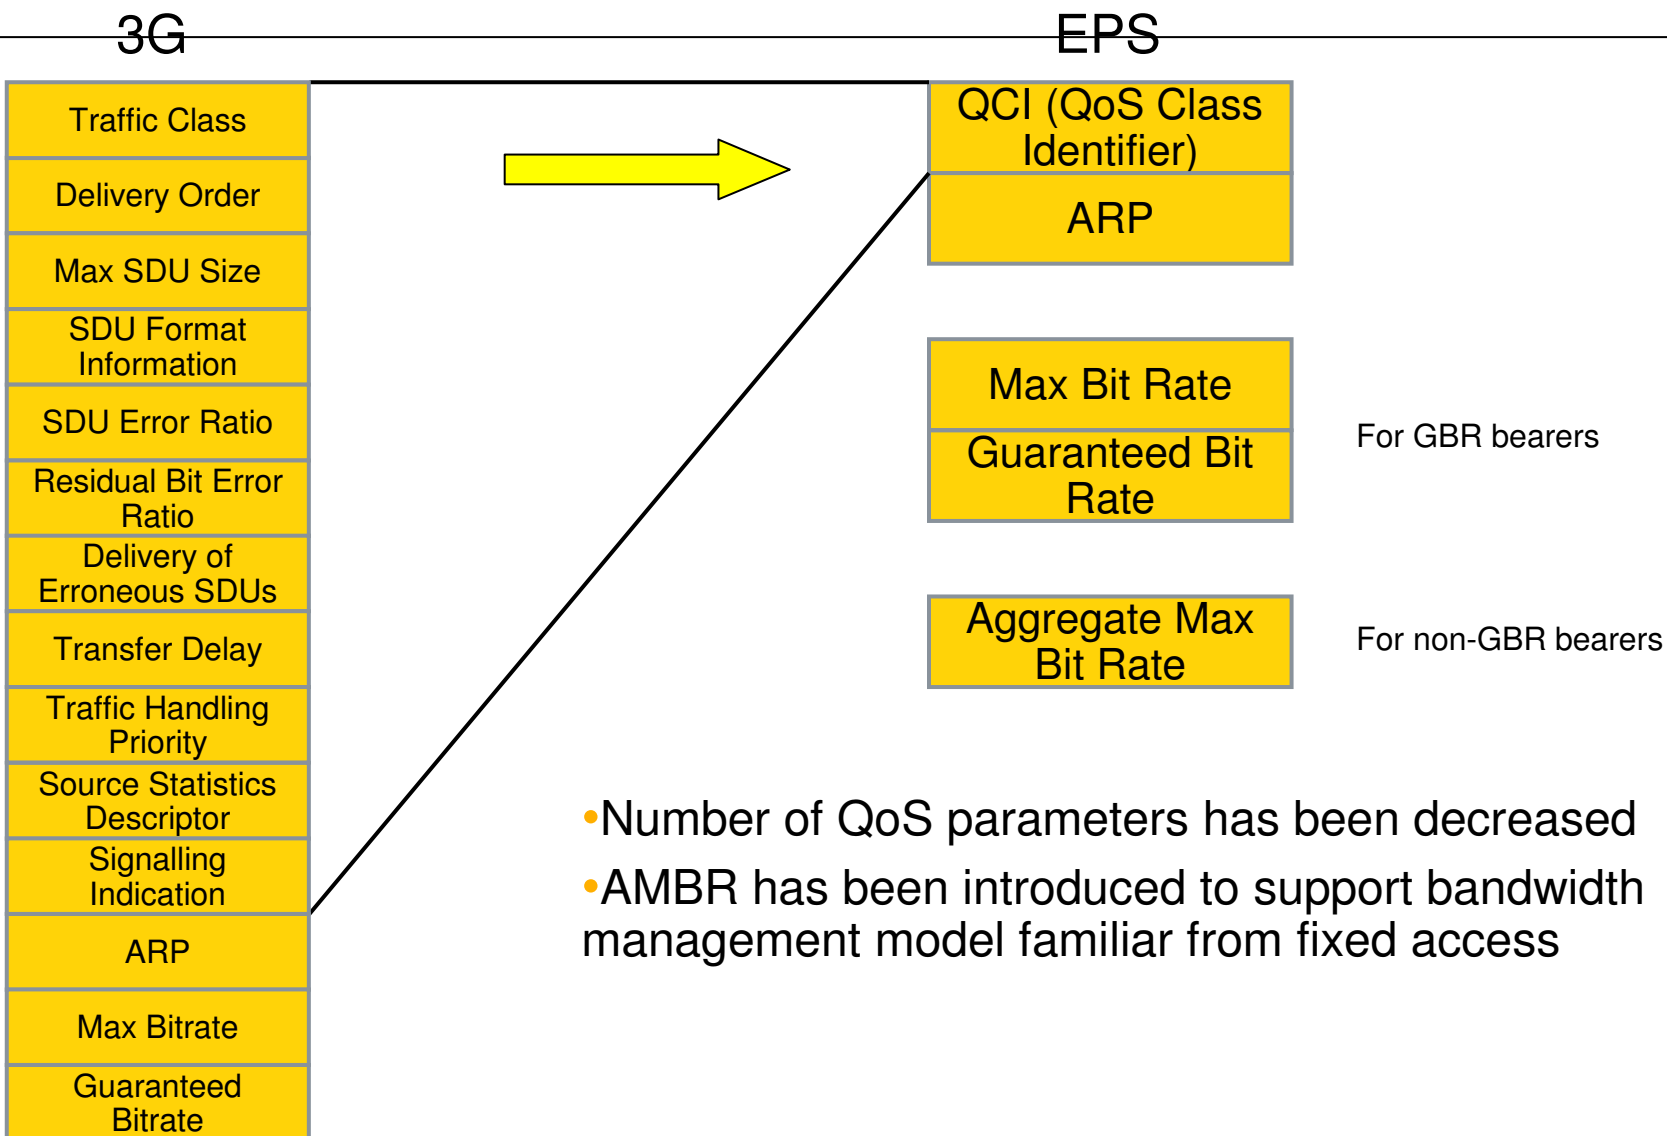 3G
Traffic Class
Delivery Order
Max SDU Size
SDU Format
Information
SDU Error Ratio
Residual Bit Error
Ratio
Delivery of
Erroneous SDUs
Transfer Delay
Traffic Handling
Priority
Source Statistics
Descriptor
Signalling
Indication
ARP
Max Bitrate
Guaranteed
Bitrate
EPS
QCI (QoS Class
Identifier)
ARP
Max Bit Rate
Guaranteed Bit
Rate
For GBR bearers
Aggregate Max
Bit Rate
For non-GBR bearers
•Number of QoS parameters has been decreased
•AMBR has been introduced to support bandwidth
management model familiar from fixed access